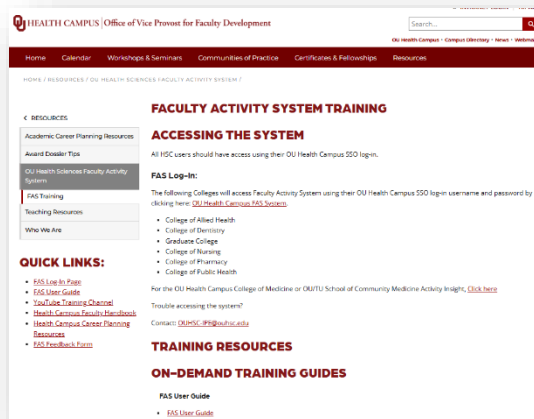 HEALTH CAMPUS | Office of Vice Provost for Faculty Development
Search...
OU Health Campus • Campus Directory • News •
Home Calendar Workshops & Seminars Communities of Practice Certificates & Fellowships Resources
HOME / RESOURCES / OU HEALTH SCIENCES FACULTY ACTIVITY SYSTEM /
< RESOURCES
Academic Career Planning Resources
Award Dossier Tips
OU Health Sciences Faculty Activity
System
FAS Training
Teaching Resources
Who We Are
QUICK LINKS:
• FAS Log-In Page
• FAS User Guide
• YouTube Training Channel
• Health Campus Faculty Handbook
• Health Campus Career Planning
Resources
• FAS Feedback Form
FACULTY ACTIVITY SYSTEM TRAINING
ACCESSING THE SYSTEM
All HSC users should have access using their OU Health Campus SSO log-in.
FAS Log-In:
The following Colleges will access Faculty Activity System using their OU Health Campus SSO log-in username and password by
clicking here: OU Health Campus FAS System.
• College of Allied Health
• College of Dentistry
• Graduate College
• College of Nursing
• College of Pharmacy
• College of Public Health
For the OU Health Campus College of Medicine or OU/TU School of Community Medicine Activity Insight, Click here
Trouble accessing the system?
Contact: OUHSC-IPE@ouhsc.edu
TRAINING RESOURCES
ON-DEMAND TRAINING GUIDES
FAS User Guide
• FAS User Guide